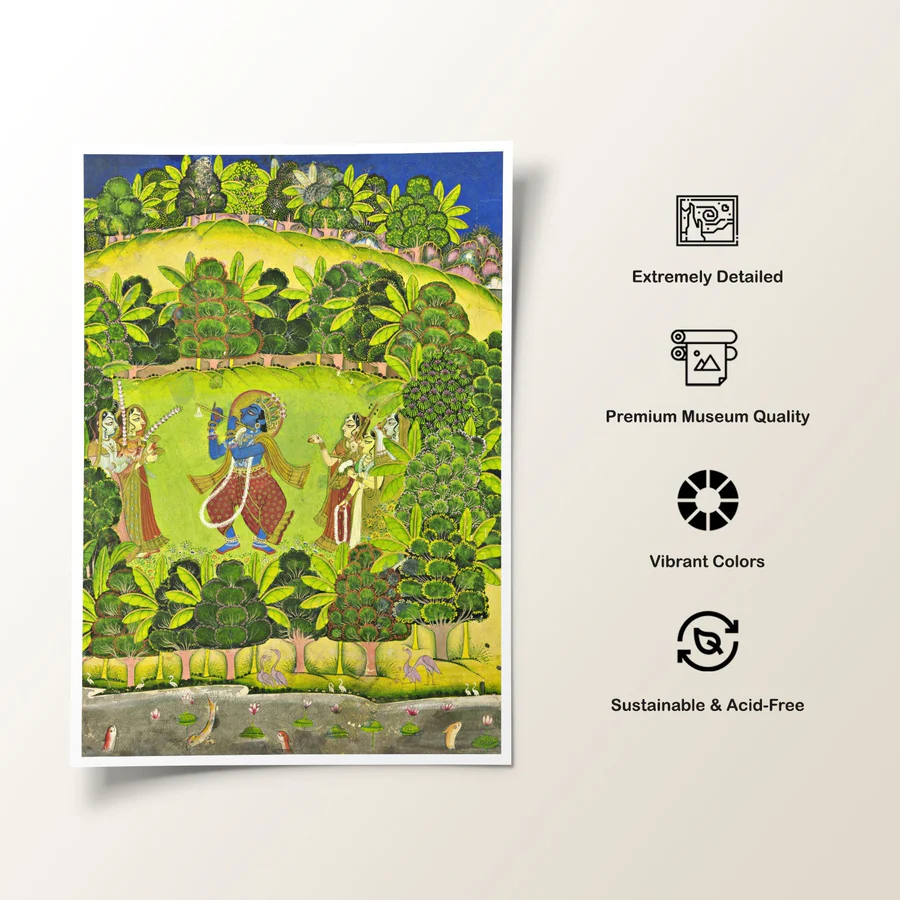 Extremely Detailed
Premium Museum Quality
Vibrant Colors
Sustainable & Acid-Free